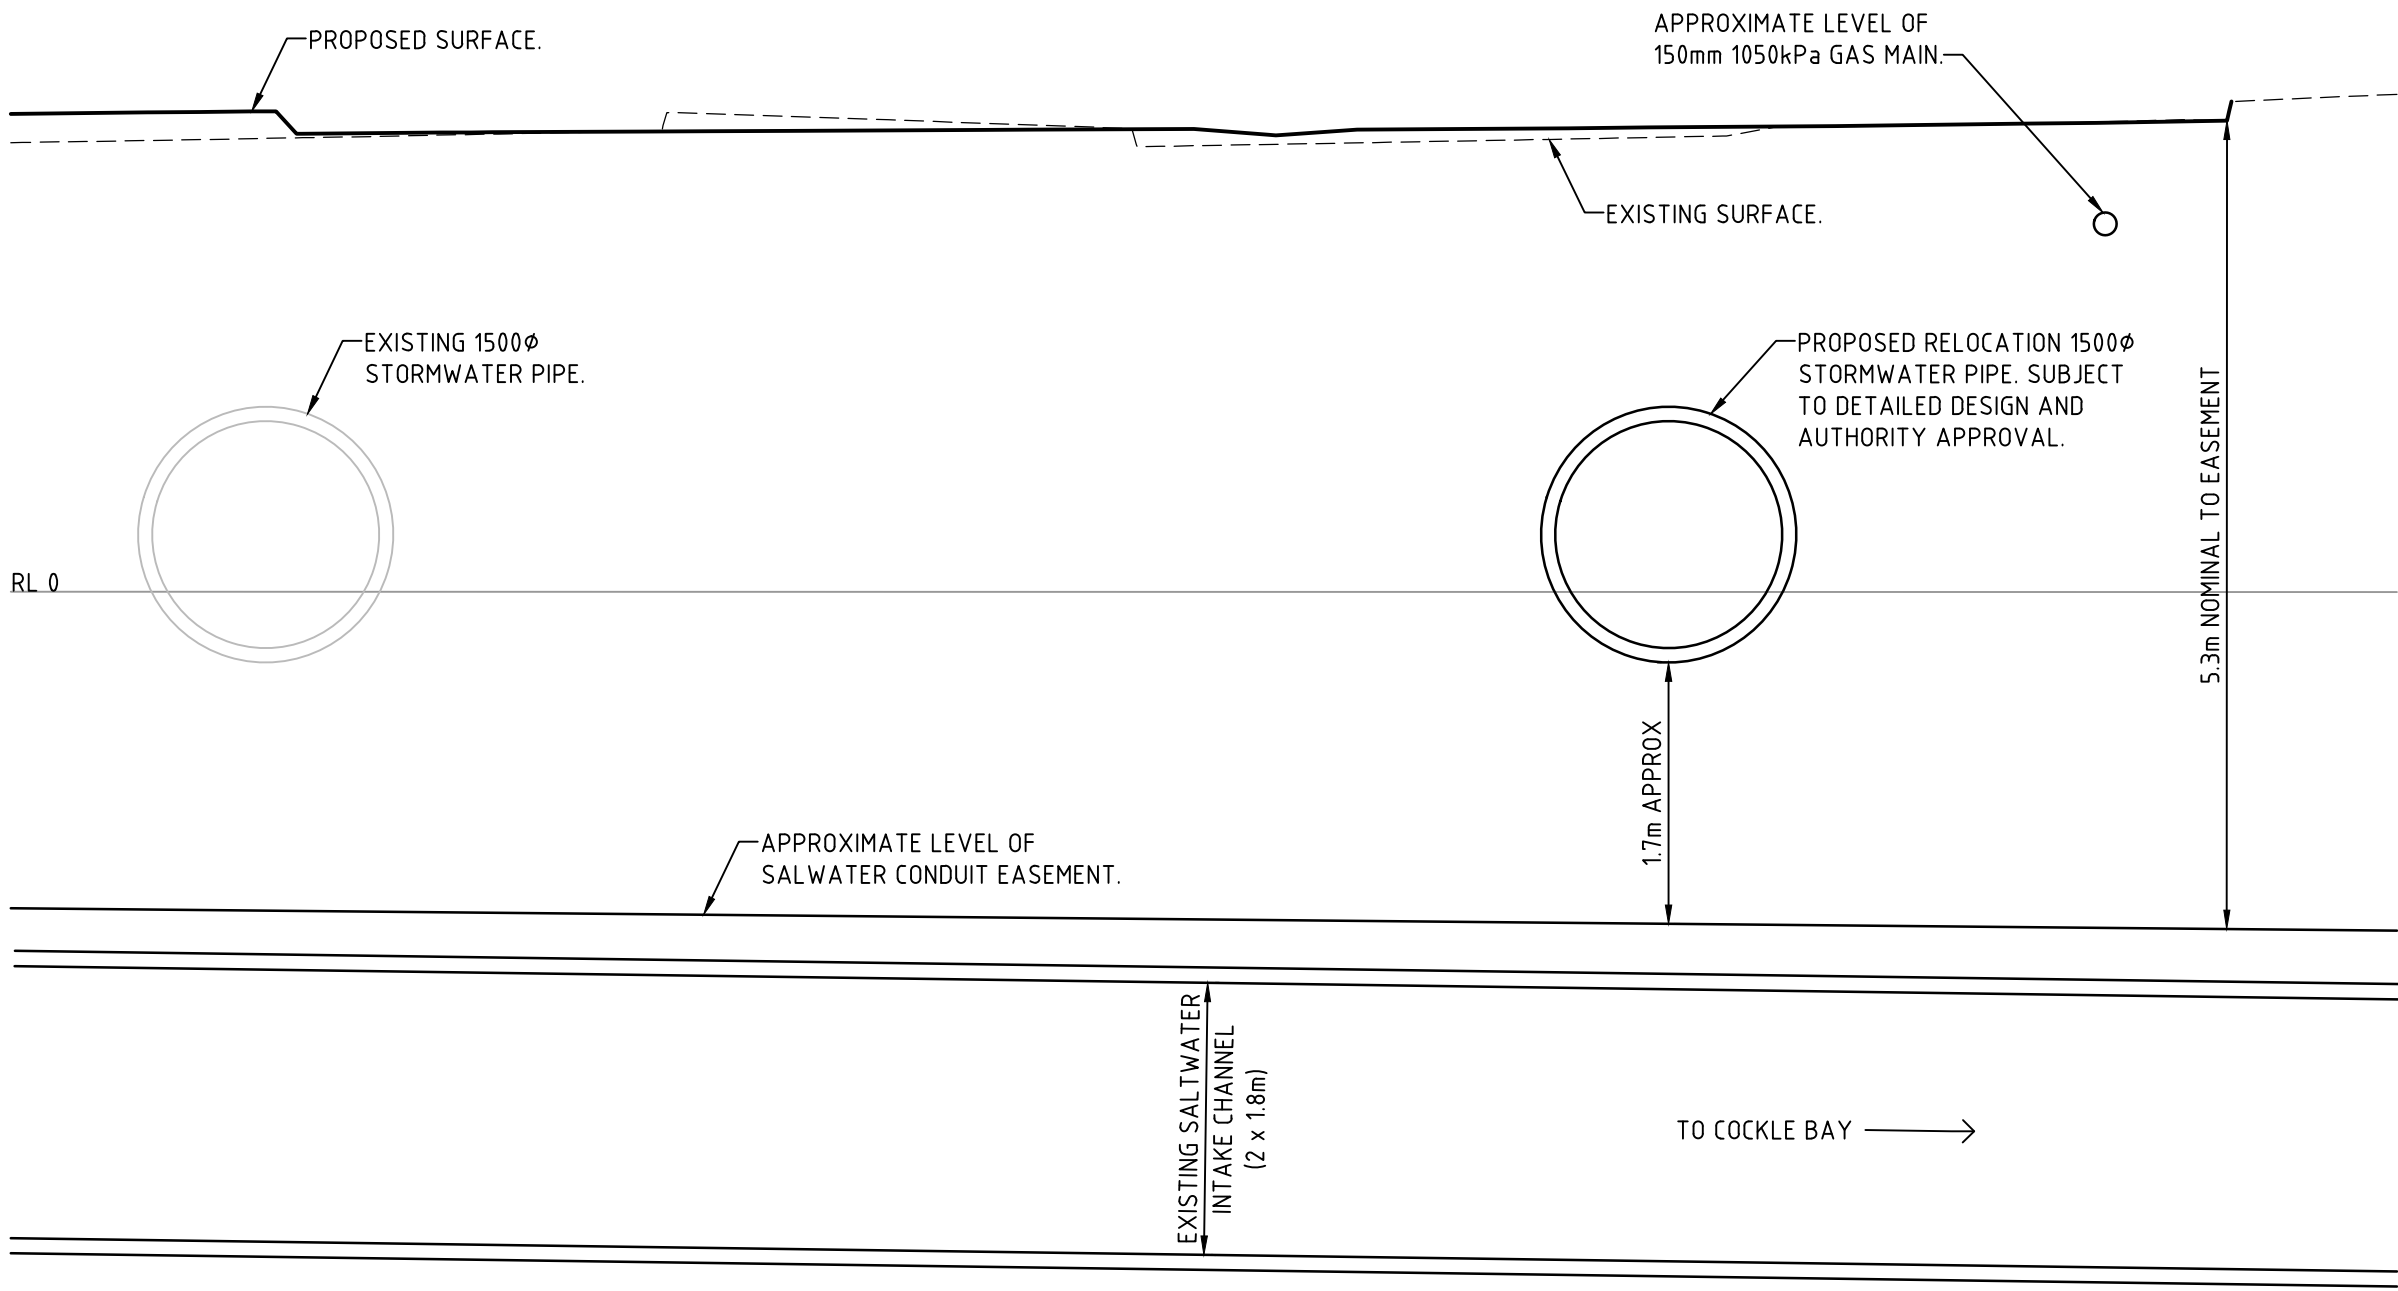 APPROXIMATE LEVEL OF
150mm 1050kPa GAS MAIN.
PROPOSED SURFACE.
EXISTING SURFACE.
EXISTING 1500Ø
STORMWATER PIPE.
PROPOSED RELOCATION 1500Ø
STORMWATER PIPE. SUBJECT
TO DETAILED DESIGN AND
AUTHORITY APPROVAL.
5.3m NOMINAL TO EASEMENT
RL 0
1.7m APPROX
APPROXIMATE LEVEL OF
SALWATER CONDUIT EASEMENT.
EXISTING SALTWATER
INTAKE CHANNEL
(2 x 1.8m)
TO COCKLE BAY